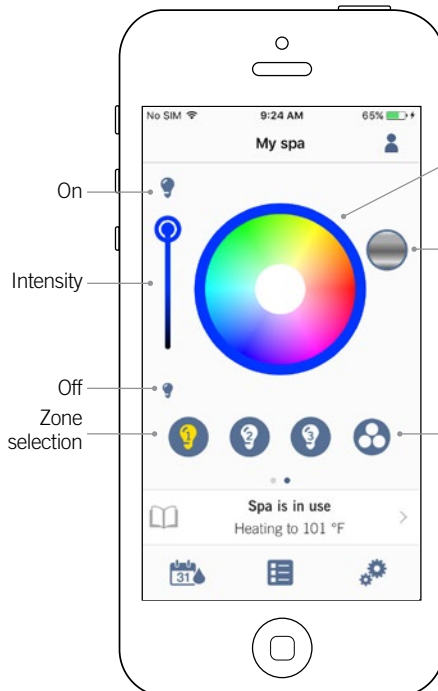 No SIM 9:24 AM 65%
My spa
On
Intensity
Off
Zone
selection
1 2 3
Spa is in use
Heating to 101 °F
31